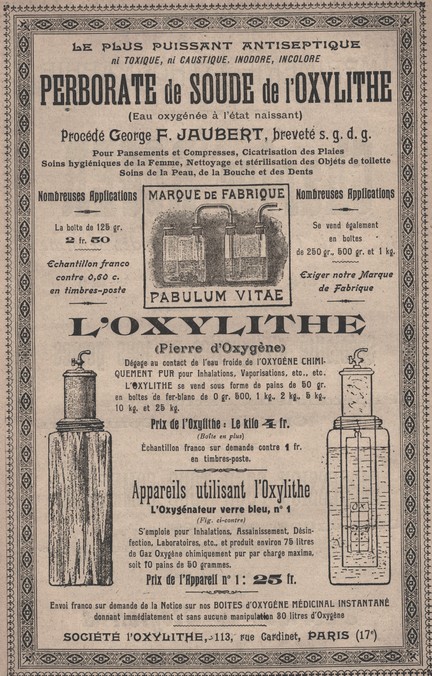 LE PLUS PUISSANT ANTISEPTIQUE
ni TOXIQUE, ni CAUSTIQUE. INODORE, INCOLORE
PERBORATE de SOUDE de l'OXYLITHE
(Eau oxygénée à l'état naissant)
Procédé George F. JAUBERT, breveté s. g. d. g.
Pour Pansements et Compresses, Cicatrisation des Plaies
Soins hygiéniques de la Femme, Nettoyage et stérilisation des Objets de toilette
Soins de la Peau, de la Bouche et des Dents
Nombreuses Applications
La boîte de 125 gr.
2 fr. 50
Echantillon franco
contre 0,60 c.
en timbres-poste
MARQUE DE FABRIQUE
PABULUM VITAE
Nombreuses Applications
Se vend également
en boîtes
de 250 gr., 500 gr. et 1 kg.
Exiger notre Marque
de Fabrique
L'OXYLITHE
(Pierre d'Oxygène)
Dégage au contact de l'eau froide de l'OXYGÈNE CHIMI-
QUEMENT PUR pour Inhalations, Vaporisations, etc., etc.
L'OXYLITHE se vend sous forme de pains de 50 gr.
en boîtes de fer-blanc de 0 gr. 500, 1 kg., 2 kg., 5 kg.,
10 kg. et 25 kg.
Prix de l'Oxylithe : Le kilo 4 fr.
(Boîte en plus)
Échantillon franco sur demande contre 1 fr.
en timbres-poste.
Appareils utilisant l'Oxylithe
L'Oxygénateur verre bleu, n° 1
(Fig. ci-contre)
S'emploie pour Inhalations, Assainissement, Désin-
fection, Laboratoires, etc., et produit environ 75 litres
de Gaz Oxygène chimiquement pur par charge maxima,
soit 10 pains de 50 grammes.
Prix de l'Appareil n° 1 : 25 fr.
OX
Envoi franco sur demande de la Notice sur nos BOITES D'OXYGÈNE MÉDICINAL INSTANTANÉ
donnant immédiatement et sans aucune manipulation 80 litres d'Oxygène
SOCIÉTÉ l'OXYLITHE, 113, rue Cardinet, PARIS (17e)